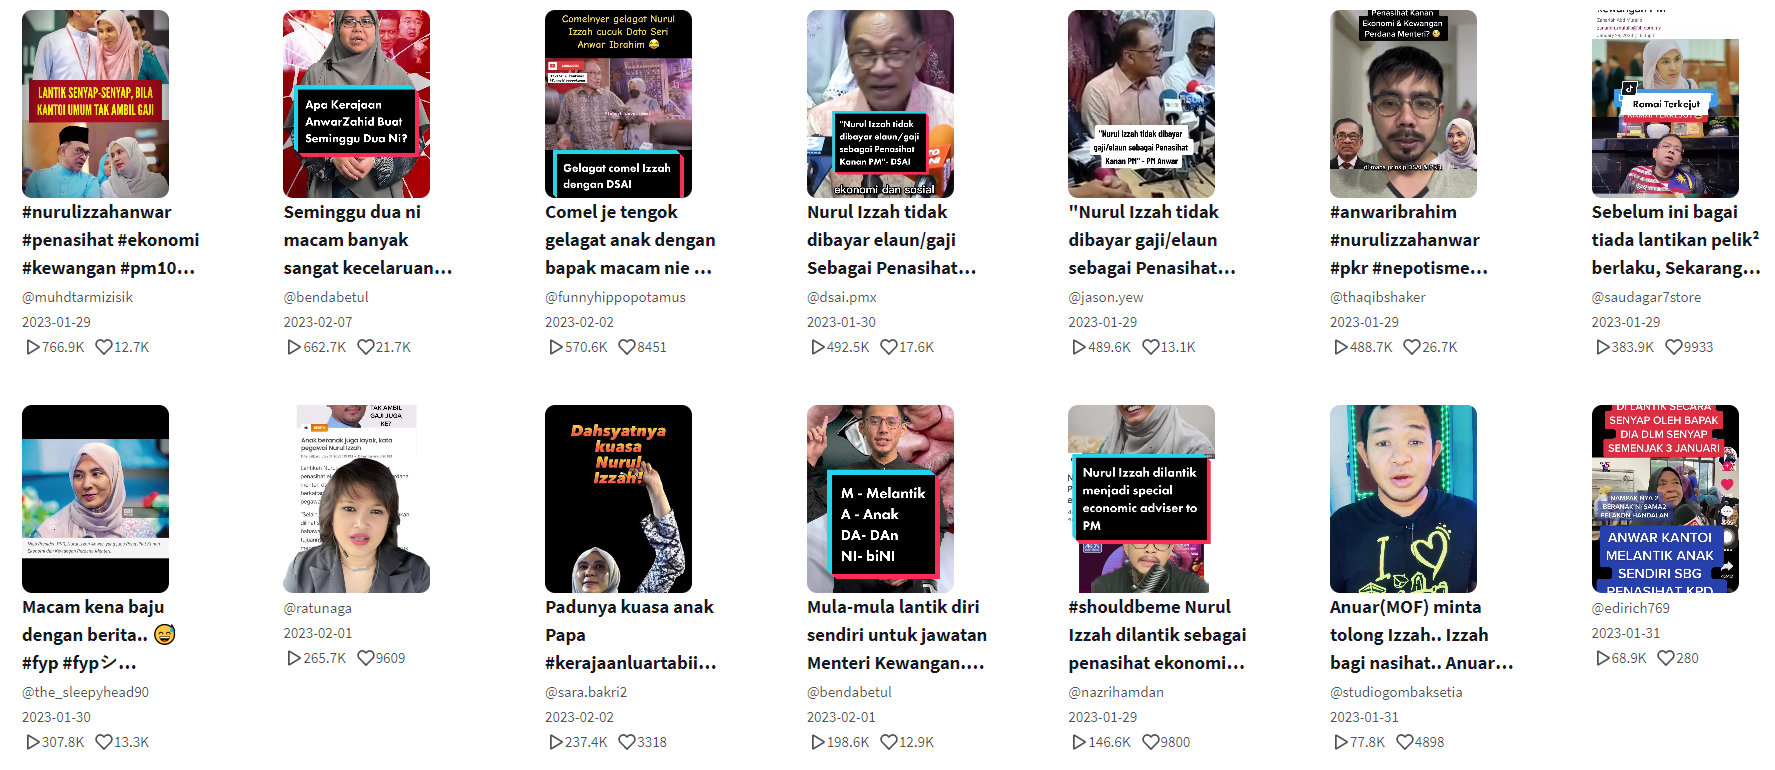 LANTIK SENYAP-SENYAP, BILA
KANTOI UMUM TAK AMBIL GAJI
#nurulizzahanwar
#penasihat #ekonomi
#kewangan #pm10...
@muhdtarmizisik
2023-01-29
766.9K 12.7K
Apa Kerajaan
AnwarZahid Buat
Seminggu Dua Ni?
Seminggu dua ni
macam banyak
sangat kecelaruan...
@bendabetul
2023-02-07
662.7K 21.7K
Comelnyer gelagat Nurul
Izzah cucuk Dato Seri
Anwar Ibrahim 😂
Gelagat comel Izzah
dengan DSAI
Comel je tengok
gelagat anak dengan
bapak macam nie ...
@funnyhippopotamus
2023-02-02
570.6K 8451
"Nurul Izzah tidak
dibayar elaun/gaji
sebagai Penasihat
Kanan PM"- DSAI
ekonomi dan sosial
Nurul Izzah tidak
dibayar elaun/gaji
Sebagai Penasihat...
@dsai.pmx
2023-01-30
492.5K 17.6K
"Nurul Izzah tidak dibayar
gaji/elaun sebagai Penasihat
Kanan PM" - PM Anwar
"Nurul Izzah tidak
dibayar gaji/elaun
sebagai Penasihat...
@jason.yew
2023-01-29
489.6K 13.1K
Penasihat Kanan
Ekonomi & Kewangan
Perdana Menteri? 🧐
#anwaribrahim
#nurulizzahanwar
#pkr #nepotisme...
@thaqibshaker
2023-01-29
488.7K 26.7K
kewangan PM
Ramai Terkejut
Sebelum ini bagai
tiada lantikan pelik²
berlaku, Sekarang...
@saudagar7store
2023-01-29
383.9K 9933
Macam kena baju
dengan berita.. 😅
#fyp #fypシ...
@the_sleepyhead90
2023-01-30
307.8K 13.3K
TAK AMBIL
GAJI JUGA
KE?
Anak beranak juga layak, kata
pegawai Nurul Izzah
@ratunaga
2023-02-01
265.7K 9609
Dahsyatnya
kuasa
Nurul
Izzah!
Padunya kuasa anak
Papa
#kerajaanluartabii...
@sara.bakri2
2023-02-02
237.4K 3318
M - Melantik
A - Anak
DA- DAn
NI- biNI
Mula-mula lantik diri
sendiri untuk jawatan
Menteri Kewangan....
@bendabetul
2023-02-01
198.6K 12.9K
Nurul Izzah dilantik
menjadi special
economic adviser to
PM
#shouldbeme Nurul
Izzah dilantik sebagai
penasihat ekonomi...
@nazrihamdan
2023-01-29
146.6K 9800
I
Anuar(MOF) minta
tolong Izzah.. Izzah
bagi nasihat.. Anuar...
@studiogombaksetia
2023-01-31
77.8K 4898
DI LANTIK SECARA
SENYAP OLEH BAPAK
DIA DLM SENYAP
SEMENJAK 3 JANUARI
NAMPAK NYA 2
BERANAK NI SAMA2
PELAKON HANDALAN
ANWAR KANTOI
MELANTIK ANAK
SENDIRI SBG
PENASIHAT KPD
@edirich769
2023-01-31
68.9K 280